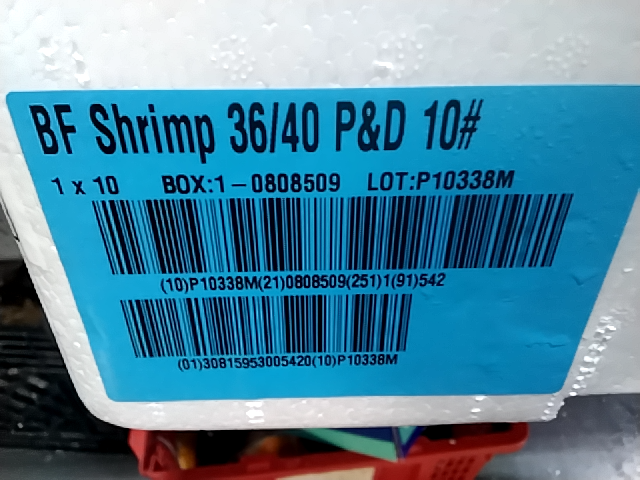 BF Shrimp 36/40 P&D 10#
1 x 10 BOX:1-0808509 LOT:P10338M
(10)P10338M(21)0808509(251)1(91)542
(01)30815953005420(10)P10338M